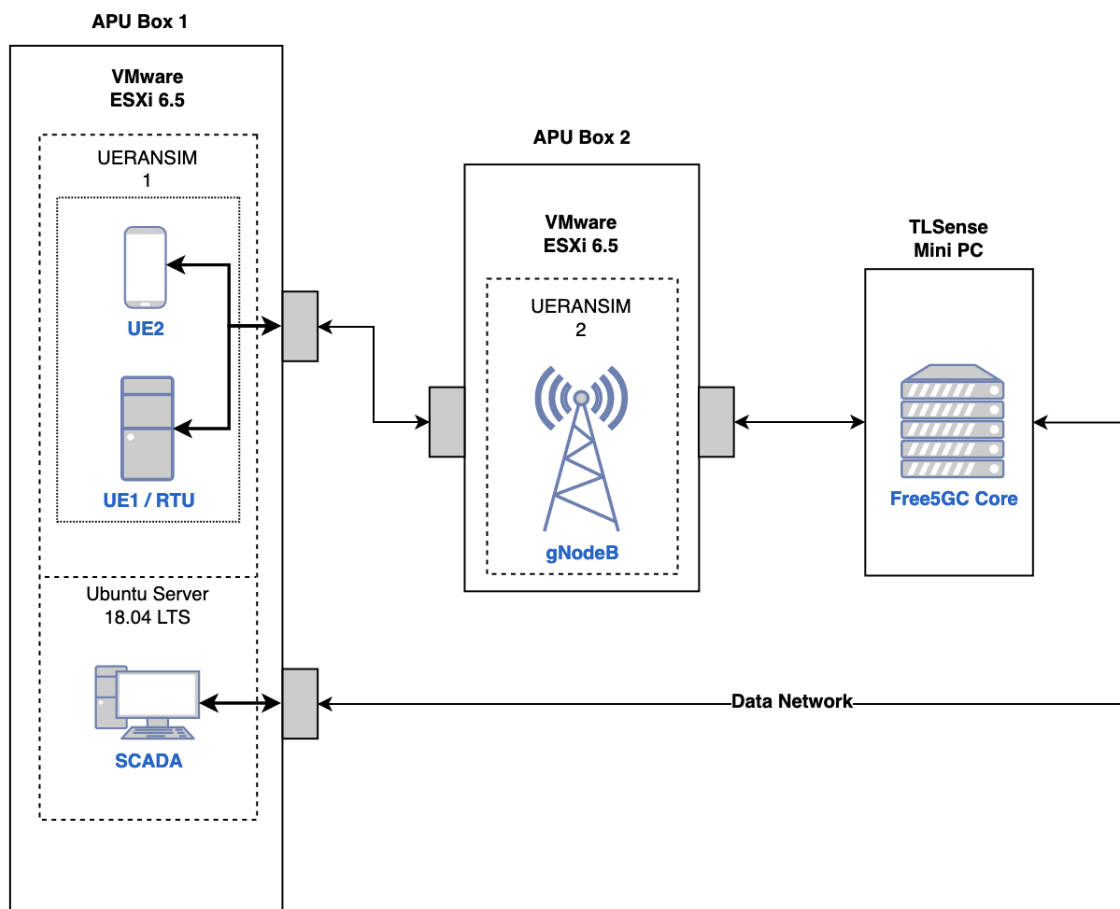 APU Box 1
VMware
ESXi 6.5
UERANSIM
1
UE2
UE1 / RTU
Ubuntu Server
18.04 LTS
SCADA
APU Box 2
VMware
ESXi 6.5
UERANSIM
2
gNodeB
TLSense
Mini PC
Free5GC Core
Data Network